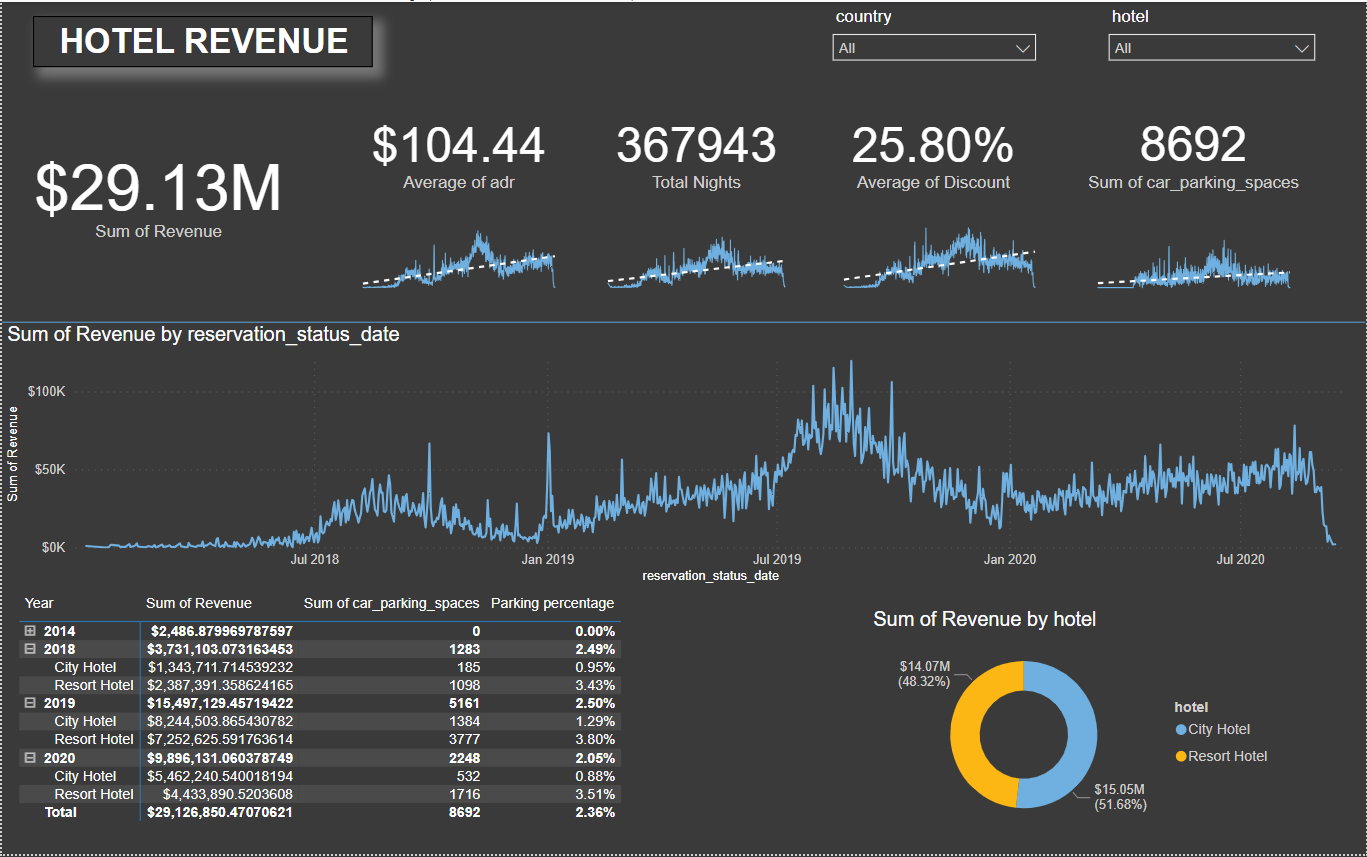 HOTEL REVENUE
country
All
hotel
All
$29.13M
Sum of Revenue
$104.44
Average of adr
367943
Total Nights
25.80%
Average of Discount
8692
Sum of car_parking_spaces
Sum of Revenue by reservation_status_date
Sum of Revenue
$100K
$50K
$0K
Jul 2018 Jan 2019 Jul 2019 Jan 2020 Jul 2020
reservation_status_date
Year Sum of Revenue Sum of car_parking_spaces Parking percentage
2014 $2,486.879969787597 0 0.00%
2018 $3,731,103.073163453 1283 2.49%
City Hotel $1,343,711.714539232 185 0.95%
Resort Hotel $2,387,391.358624165 1098 3.43%
2019 $15,497,129.45719422 5161 2.50%
City Hotel $8,244,503.865430782 1384 1.29%
Resort Hotel $7,252,625.591763614 3777 3.80%
2020 $9,896,131.060378749 2248 2.05%
City Hotel $5,462,240.540018194 532 0.88%
Resort Hotel $4,433,890.5203608 1716 3.51%
Total $29,126,850.47070621 8692 2.36%
Sum of Revenue by hotel
$14.07M
(48.32%)
$15.05M
(51.68%)
hotel
City Hotel
Resort Hotel